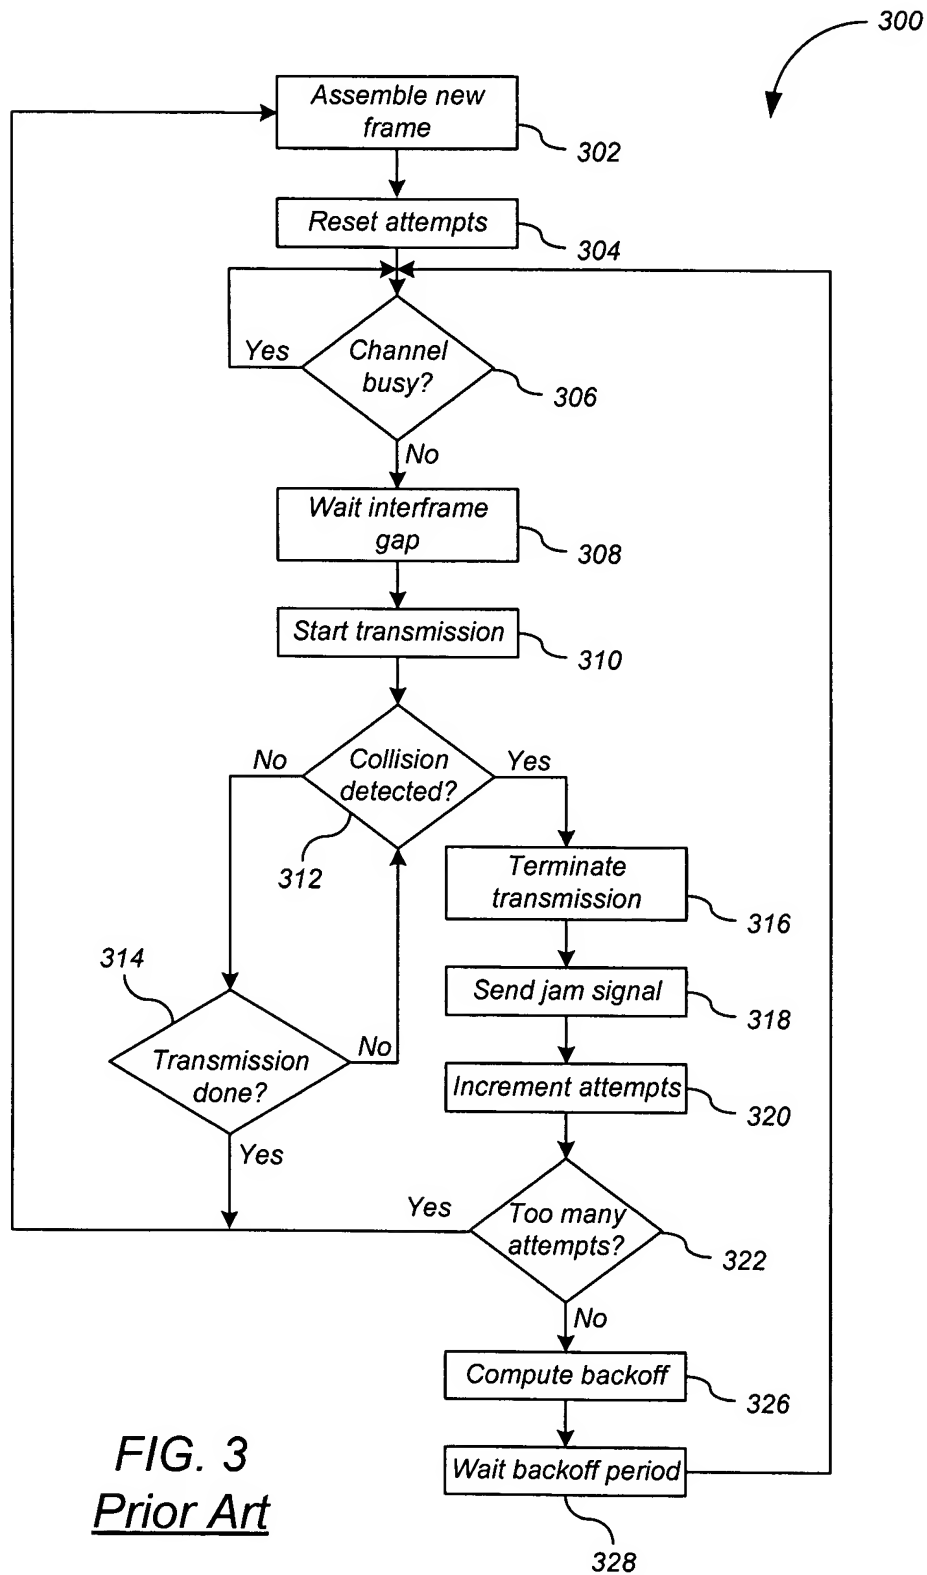 300
Assemble new
frame
302
Reset attempts
304
Yes
Channel
busy?
306
No
Wait interframe
gap
308
Start transmission
310
No
Collision
detected?
Yes
312
Terminate
transmission
316
314
Send jam signal
318
Transmission
done?
No
Increment attempts
320
Yes
Yes
Too many
attempts?
322
No
Compute backoff
326
Wait backoff period
328
FIG. 3
Prior Art